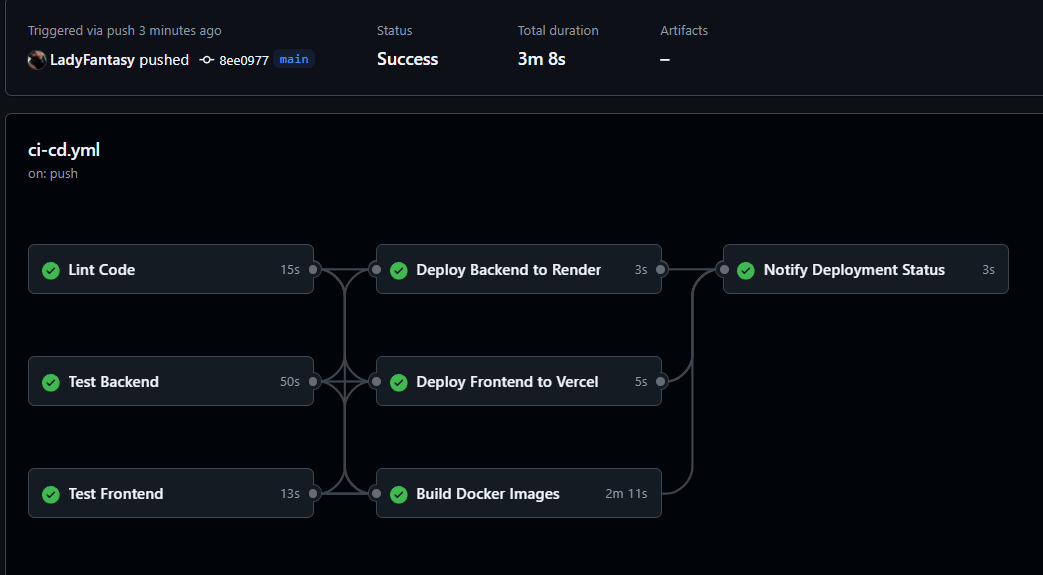 Triggered via push 3 minutes ago
LadyFantasy pushed 8ee0977 main
Status
Success
Total duration
3m 8s
Artifacts
–
ci-cd.yml
on: push
Lint Code 15s
Test Backend 50s
Test Frontend 13s
Deploy Backend to Render 3s
Deploy Frontend to Vercel 5s
Build Docker Images 2m 11s
Notify Deployment Status 3s